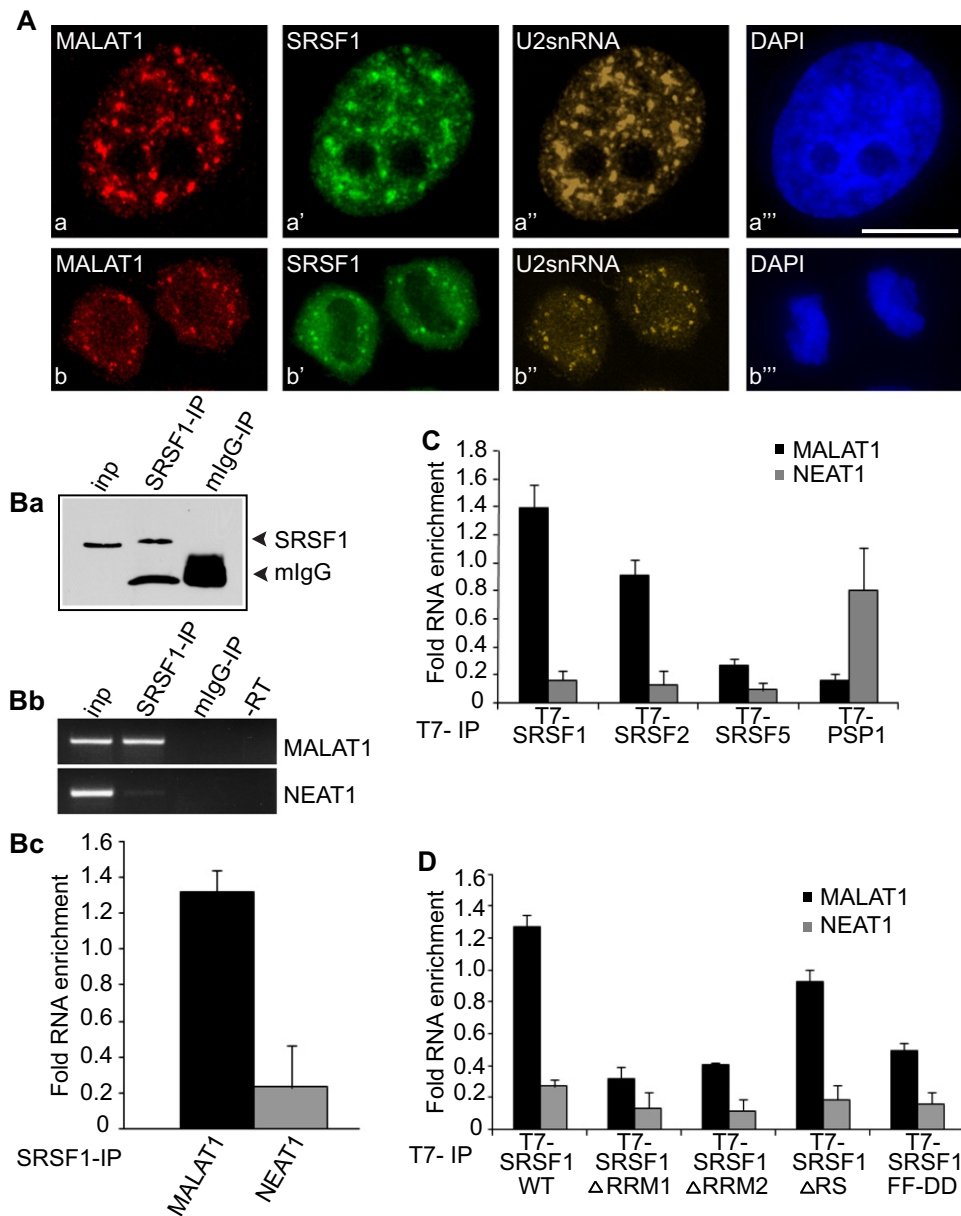 A
MALAT1 SRSF1 U2snRNA DAPI
a a' a'' a'''
MALAT1 SRSF1 U2snRNA DAPI
b b' b'' b'''
Ba
inp SRSF1-IP mIgG-IP
SRSF1
mIgG
Bb
inp SRSF1-IP mIgG-IP -RT
MALAT1
NEAT1
Bc
Fold RNA enrichment
1.6
1.4
1.2
1.0
0.8
0.6
0.4
0.2
0
SRSF1-IP MALAT1 NEAT1
C
MALAT1
NEAT1
Fold RNA enrichment
1.8
1.6
1.4
1.2
1.0
0.8
0.6
0.4
0.2
0
T7- IP
T7- T7- T7- T7-
SRSF1 SRSF2 SRSF5 PSP1
D
MALAT1
NEAT1
Fold RNA enrichment
1.6
1.4
1.2
1.0
0.8
0.6
0.4
0.2
0
T7- IP
T7- T7- T7- T7- T7-
SRSF1 SRSF1 SRSF1 SRSF1 SRSF1
WT △RRM1 △RRM2 △RS FF-DD